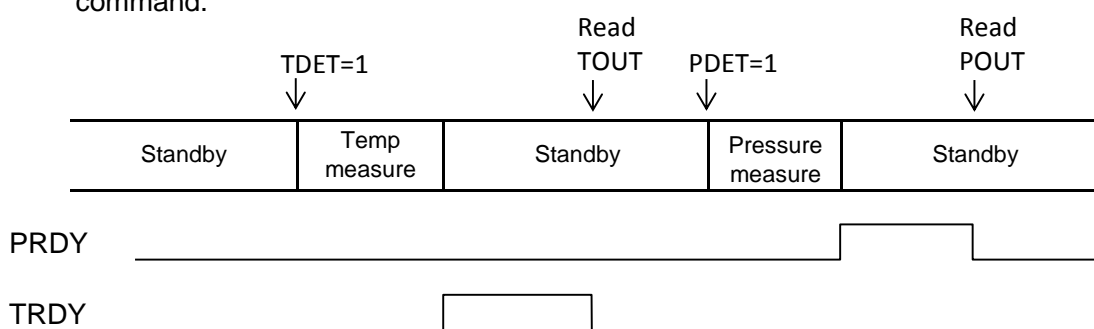 command.
Read
TOUT
Read
POUT
TDET=1
PDET=1
Standby
Temp
measure
Standby
Pressure
measure
Standby
PRDY
TRDY